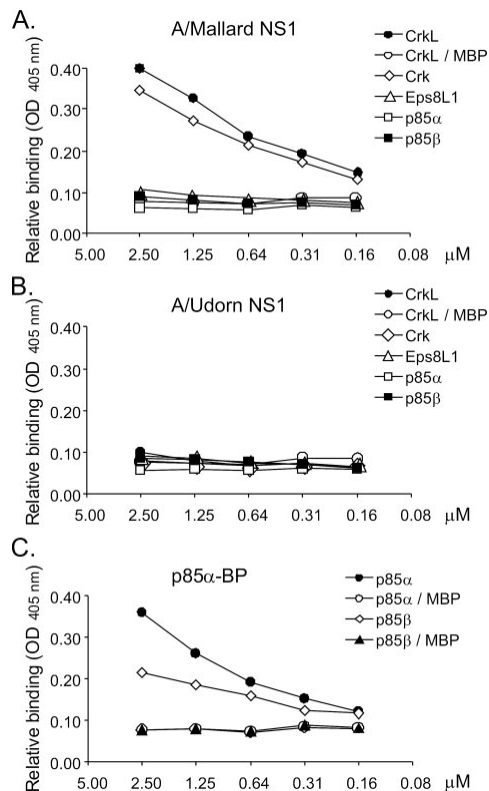 A.
A/Mallard NS1
CrkL
CrkL / MBP
Crk
Eps8L1
p85α
p85β
Relative binding (OD 405 nm)
0.40
0.30
0.20
0.10
0.00
5.00 2.50 1.25 0.64 0.31 0.16 0.08 μM
B.
A/Udorn NS1
CrkL
CrkL / MBP
Crk
Eps8L1
p85α
p85β
Relative binding (OD 405 nm)
0.40
0.30
0.20
0.10
0.00
5.00 2.50 1.25 0.64 0.31 0.16 0.08 μM
C.
p85α-BP
p85α
p85α / MBP
p85β
p85β / MBP
Relative binding (OD 405 nm)
0.40
0.30
0.20
0.10
0.00
5.00 2.50 1.25 0.64 0.31 0.16 0.08 μM